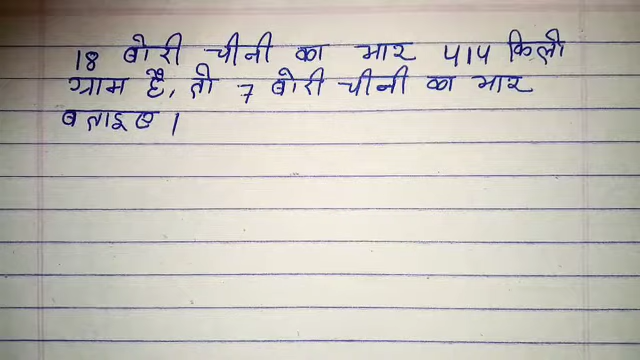 18 बोरी चीनी का भार 414 किलो
ग्राम है, तो 7 बोरी चीनी का भार
बताइए ।